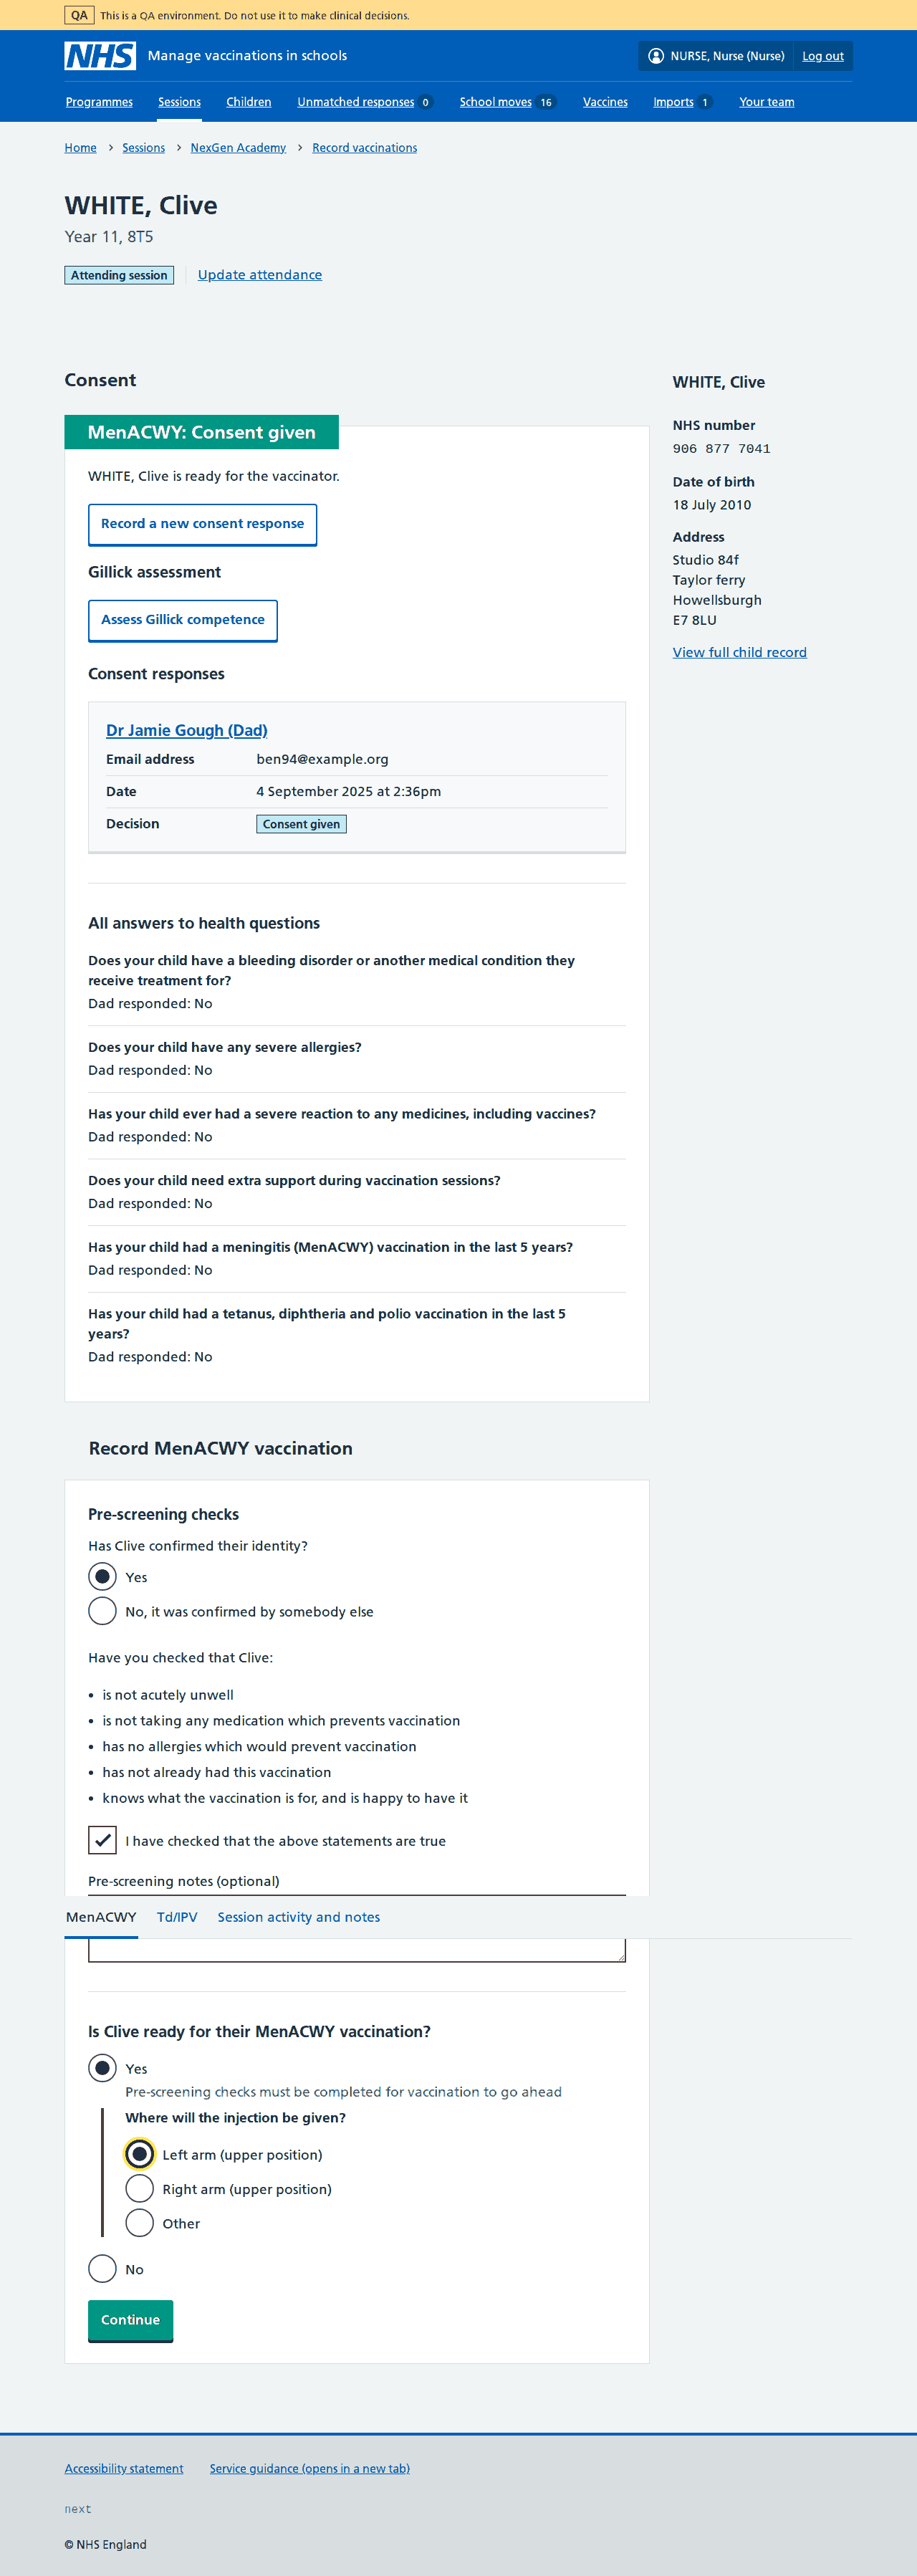 QA This is a QA environment. Do not use it to make clinical decisions.
NHS Manage vaccinations in schools NURSE, Nurse (Nurse) Log out
Programmes Sessions Children Unmatched responses 0 School moves 16 Vaccines Imports 1 Your team
Home Sessions NexGen Academy Record vaccinations
WHITE, Clive
Year 11, 8T5
Attending session Update attendance
Consent
MenACWY: Consent given
WHITE, Clive is ready for the vaccinator.
Record a new consent response
Gillick assessment
Assess Gillick competence
Consent responses
Dr Jamie Gough (Dad)
Email address ben94@example.org
Date 4 September 2025 at 2:36pm
Decision Consent given
All answers to health questions
Does your child have a bleeding disorder or another medical condition they
receive treatment for?
Dad responded: No
Does your child have any severe allergies?
Dad responded: No
Has your child ever had a severe reaction to any medicines, including vaccines?
Dad responded: No
Does your child need extra support during vaccination sessions?
Dad responded: No
Has your child had a meningitis (MenACWY) vaccination in the last 5 years?
Dad responded: No
Has your child had a tetanus, diphtheria and polio vaccination in the last 5
years?
Dad responded: No
WHITE, Clive
NHS number
906 877 7041
Date of birth
18 July 2010
Address
Studio 84f
Taylor ferry
Howellsburgh
E7 8LU
View full child record
Record MenACWY vaccination
Pre-screening checks
Has Clive confirmed their identity?
Yes
No, it was confirmed by somebody else
Have you checked that Clive:
is not acutely unwell
is not taking any medication which prevents vaccination
has no allergies which would prevent vaccination
has not already had this vaccination
knows what the vaccination is for, and is happy to have it
I have checked that the above statements are true
Pre-screening notes (optional)
MenACWY Td/IPV Session activity and notes
Is Clive ready for their MenACWY vaccination?
Yes
Pre-screening checks must be completed for vaccination to go ahead
Where will the injection be given?
Left arm (upper position)
Right arm (upper position)
Other
No
Continue
Accessibility statement Service guidance (opens in a new tab)
next
© NHS England